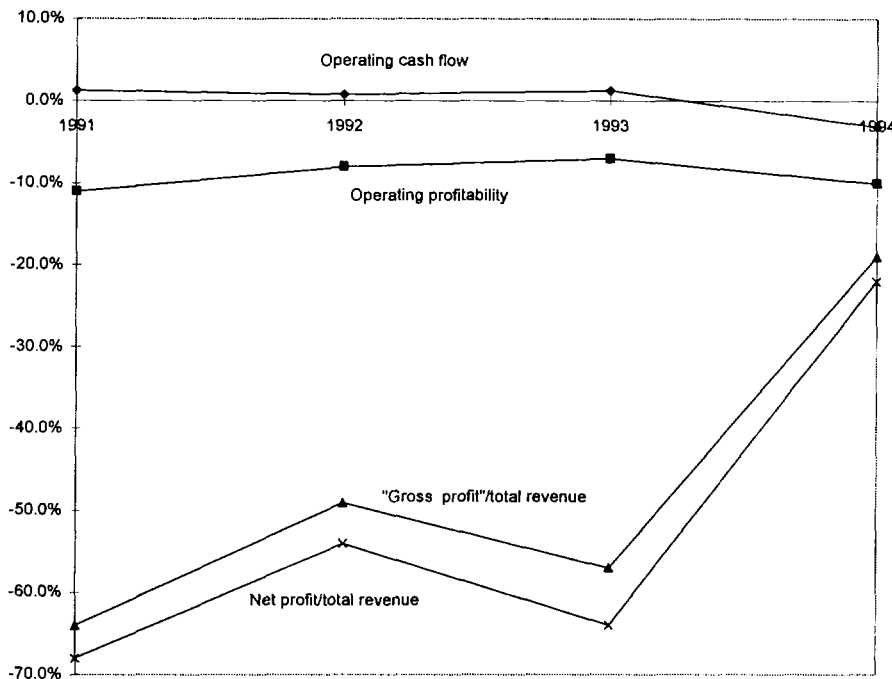 10.0%
Operating cash flow
0.0%
1991 1992 1993 1994
-10.0%
Operating profitability
-20.0%
-30.0%
-40.0%
"Gross profit"/total revenue
-50.0%
-60.0%
Net profit/total revenue
-70.0%